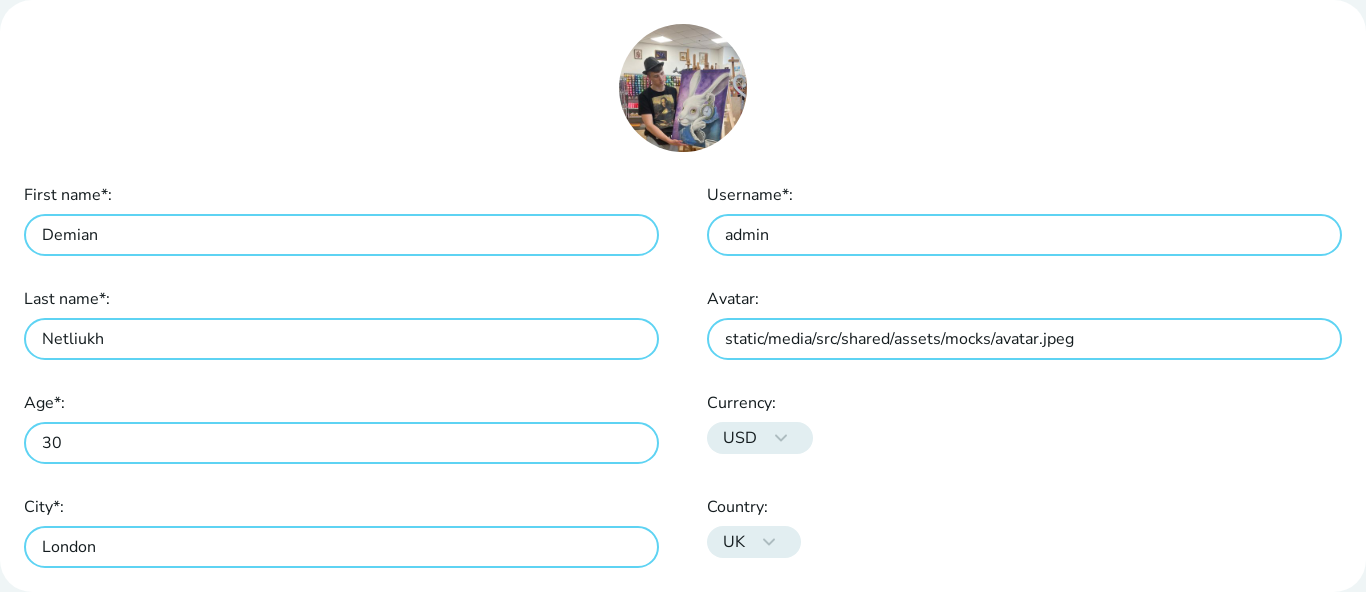 First name*:
Demian
Username*:
admin
Last name*:
Netliukh
Avatar:
static/media/src/shared/assets/mocks/avatar.jpeg
Age*:
30
Currency:
USD
City*:
London
Country:
UK